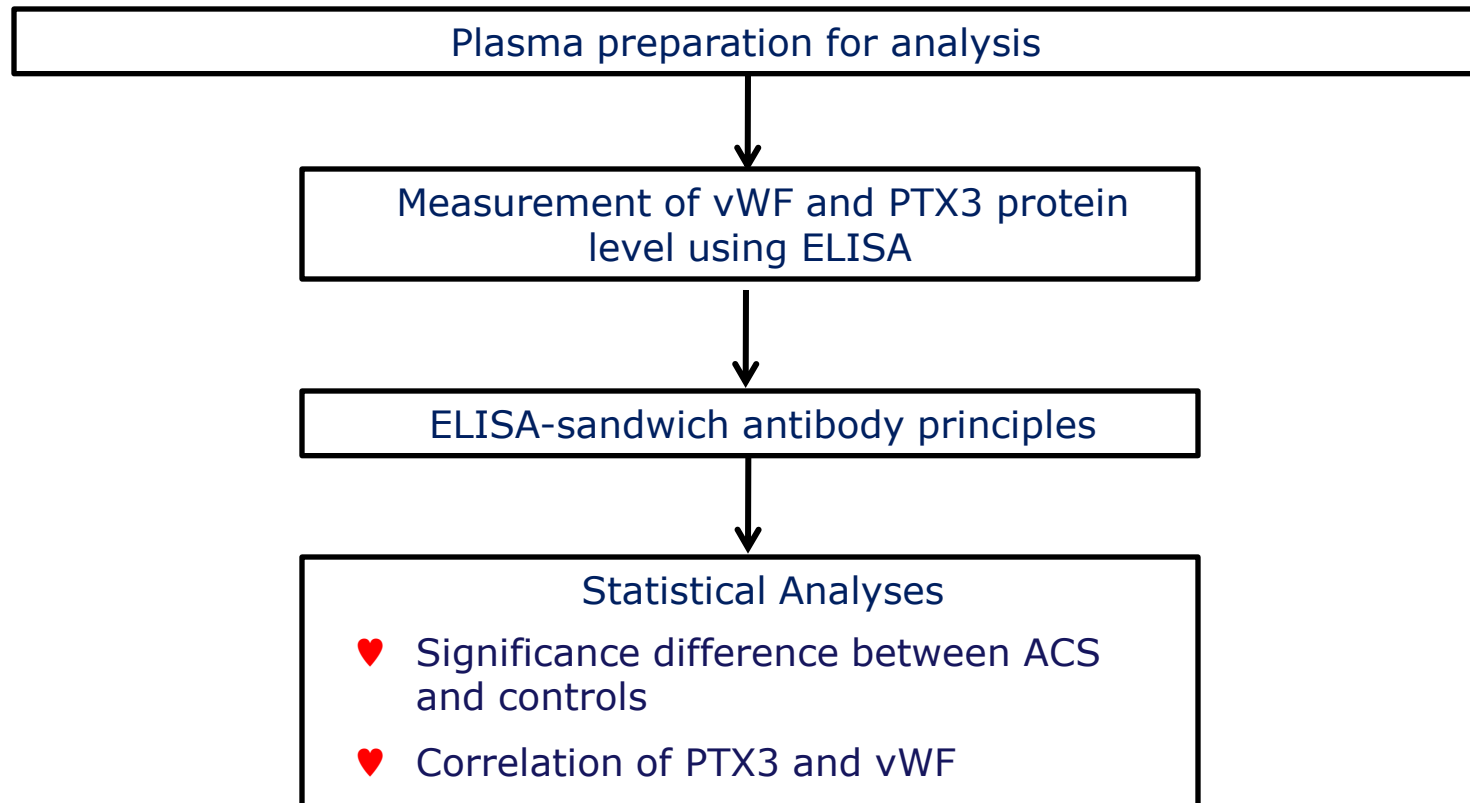 Plasma preparation for analysis
Measurement of vWF and PTX3 protein
level using ELISA
ELISA-sandwich antibody principles
Statistical Analyses
♥ Significance difference between ACS
and controls
♥ Correlation of PTX3 and vWF